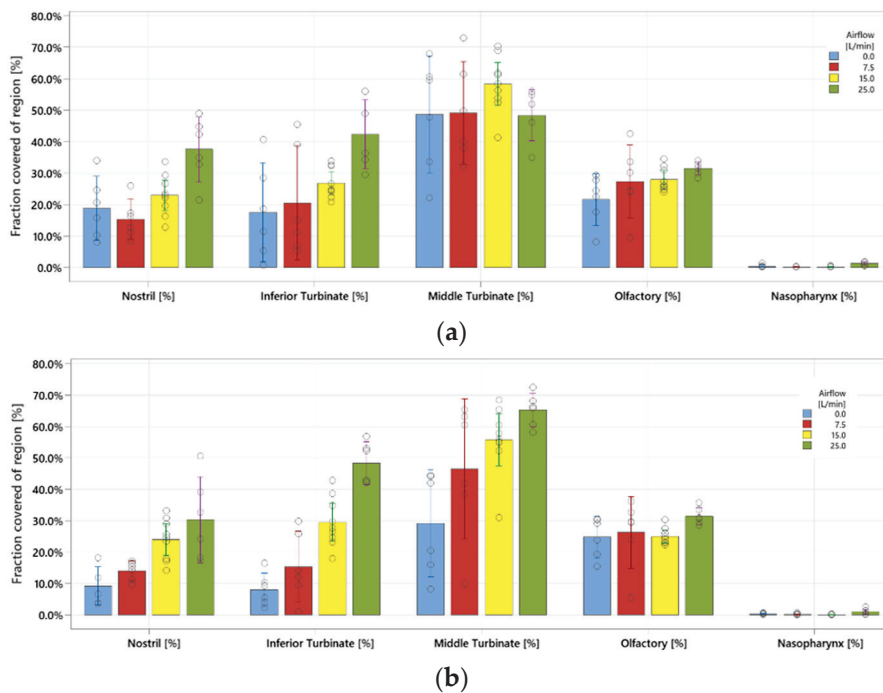 80.0%
70.0%
60.0%
50.0%
40.0%
30.0%
20.0%
10.0%
0.0%
Fraction covered of region [%]
Airflow
[L/min]
0.0
7.5
15.0
25.0
Nostril [%] Inferior Turbinate [%] Middle Turbinate [%] Olfactory [%] Nasopharynx [%]
(a)
80.0%
70.0%
60.0%
50.0%
40.0%
30.0%
20.0%
10.0%
0.0%
Fraction covered of region [%]
Airflow
[L/min]
0.0
7.5
15.0
25.0
Nostril [%] Inferior Turbinate [%] Middle Turbinate [%] Olfactory [%] Nasopharynx [%]
(b)